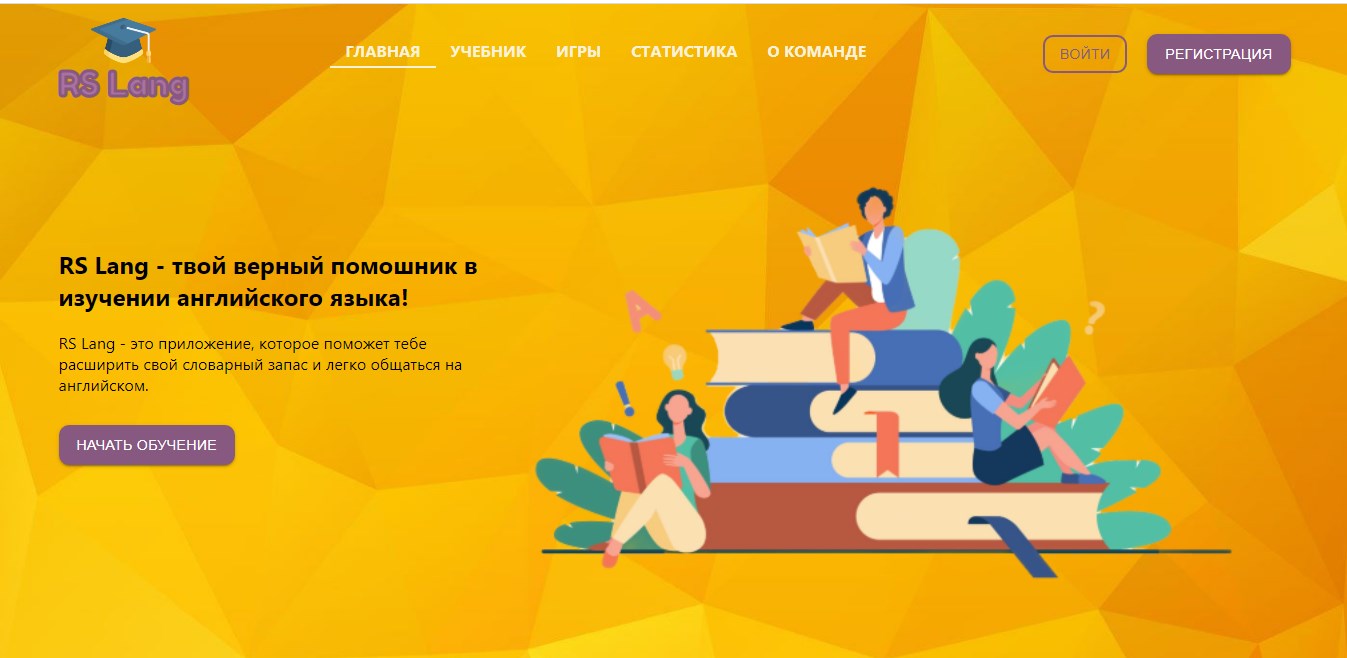 RS Lang
ГЛАВНАЯ
УЧЕБНИК
ИГРЫ
СТАТИСТИКА
О КОМАНДЕ
ВОЙТИ
РЕГИСТРАЦИЯ
RS Lang - твой верный помошник в
изучении английского языка!
RS Lang - это приложение, которое поможет тебе
расширить свой словарный запас и легко общаться на
английском.
НАЧАТЬ ОБУЧЕНИЕ
A
!
?